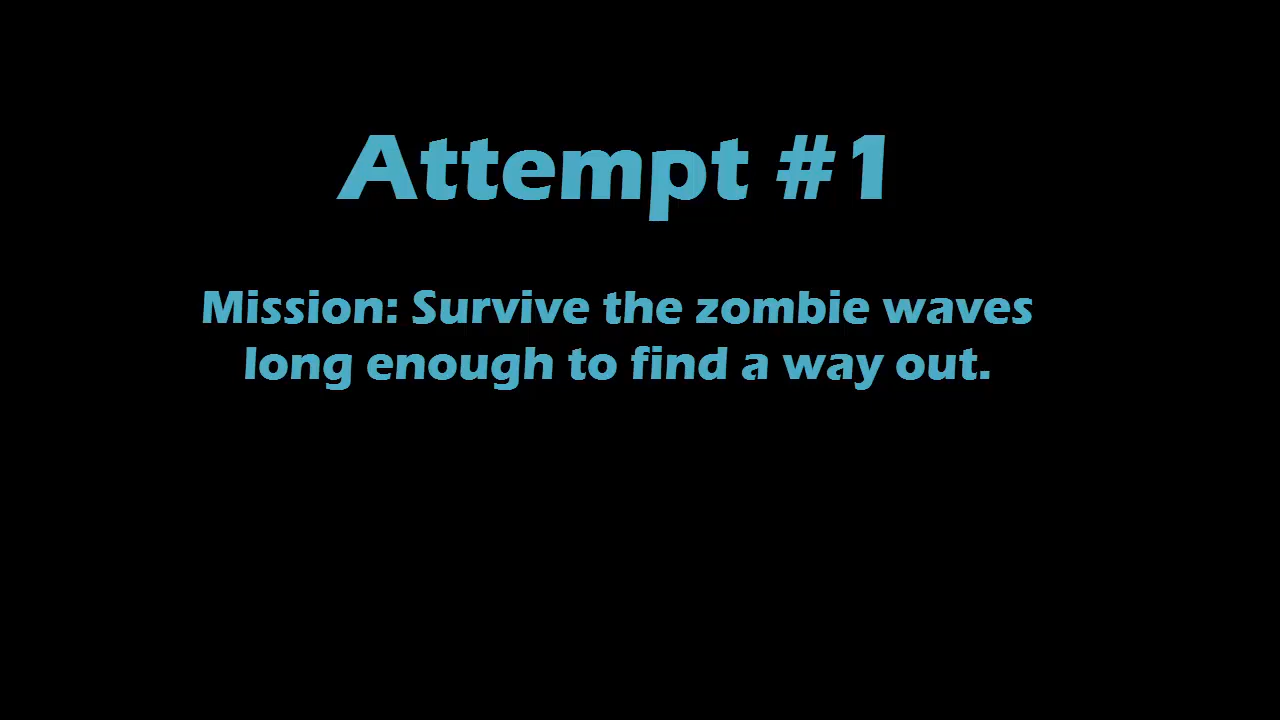 Attempt #1
Mission: Survive the zombie waves
long enough to find a way out.